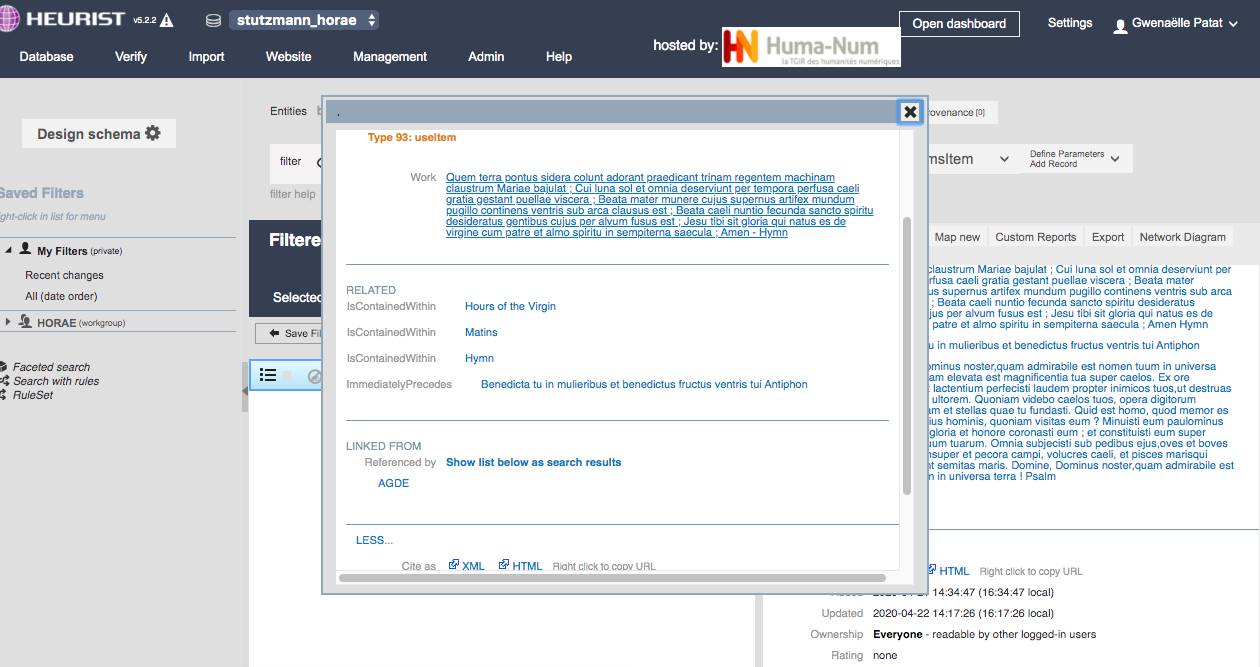 HEURIST v5.2.2
stutzmann_horae
Open dashboard
Settings
Gwenaëlle Patat
hosted by:
Huma-Num
la TGIR des humanités numériques
Database Verify Import Website Management Admin Help
Design schema
Saved Filters
ght-click in list for menu
My Filters (private)
Recent changes
All (date order)
HORAE (workgroup)
Faceted search
Search with rules
RuleSet
Entities
filter
filter help
Filtere
Selected
Save Fil
.
Type 93: useItem
Work
Quem terra pontus sidera colunt adorant praedicant trinam regentem machinam
claustrum Mariae bajulat ; Cui luna sol et omnia deserviunt per tempora perfusa caeli
gratia gestant puellae viscera ; Beata mater munere cujus supernus artifex mundum
pugillo continens ventris sub arca clausus est ; Beata caeli nuntio fecunda sancto spiritu
desideratus gentibus cujus per alvum fusus est ; Jesu tibi sit gloria qui natus es de
virgine cum patre et almo spiritu in sempiterna saecula ; Amen - Hymn
RELATED
IsContainedWithin Hours of the Virgin
IsContainedWithin Matins
IsContainedWithin Hymn
ImmediatelyPrecedes Benedicta tu in mulieribus et benedictus fructus ventris tui Antiphon
LINKED FROM
Referenced by Show list below as search results
AGDE
LESS...
Cite as XML HTML Right click to copy URL
rovenance [0]
msItem
Define Parameters
Add Record
Map new Custom Reports Export Network Diagram
claustrum Mariae bajulat ; Cui luna sol et omnia deserviunt per
perfusa caeli gratia gestant puellae viscera ; Beata mater
us supernus artifex mundum pugillo continens ventris sub arca
; Beata caeli nuntio fecunda sancto spiritu desideratus
jus per alvum fusus est ; Jesu tibi sit gloria qui natus es de
patre et almo spiritu in sempiterna saecula ; Amen Hymn
u in mulieribus et benedictus fructus ventris tui Antiphon
ominus noster,quam admirabile est nomen tuum in universa
am elevata est magnificentia tua super caelos. Ex ore
t lactentium perfecisti laudem propter inimicos tuos,ut destruas
ultorem. Quoniam videbo caelos tuos, opera digitorum
am et stellas quae tu fundasti. Quid est homo, quod memor es
ius hominis, quoniam visitas eum ? Minuisti eum paulominus
gloria et honore coronasti eum ; et constituisti eum super
uum tuarum. Omnia subjecisti sub pedibus ejus,oves et boves
nsuper et pecora campi, volucres caeli, et pisces marisqui
nt semitas maris. Domine, Dominus noster,quam admirabile est
n in universa terra ! Psalm
HTML Right click to copy URL
14:34:47 (16:34:47 local)
Updated 2020-04-22 14:17:26 (16:17:26 local)
Ownership Everyone - readable by other logged-in users
Rating none